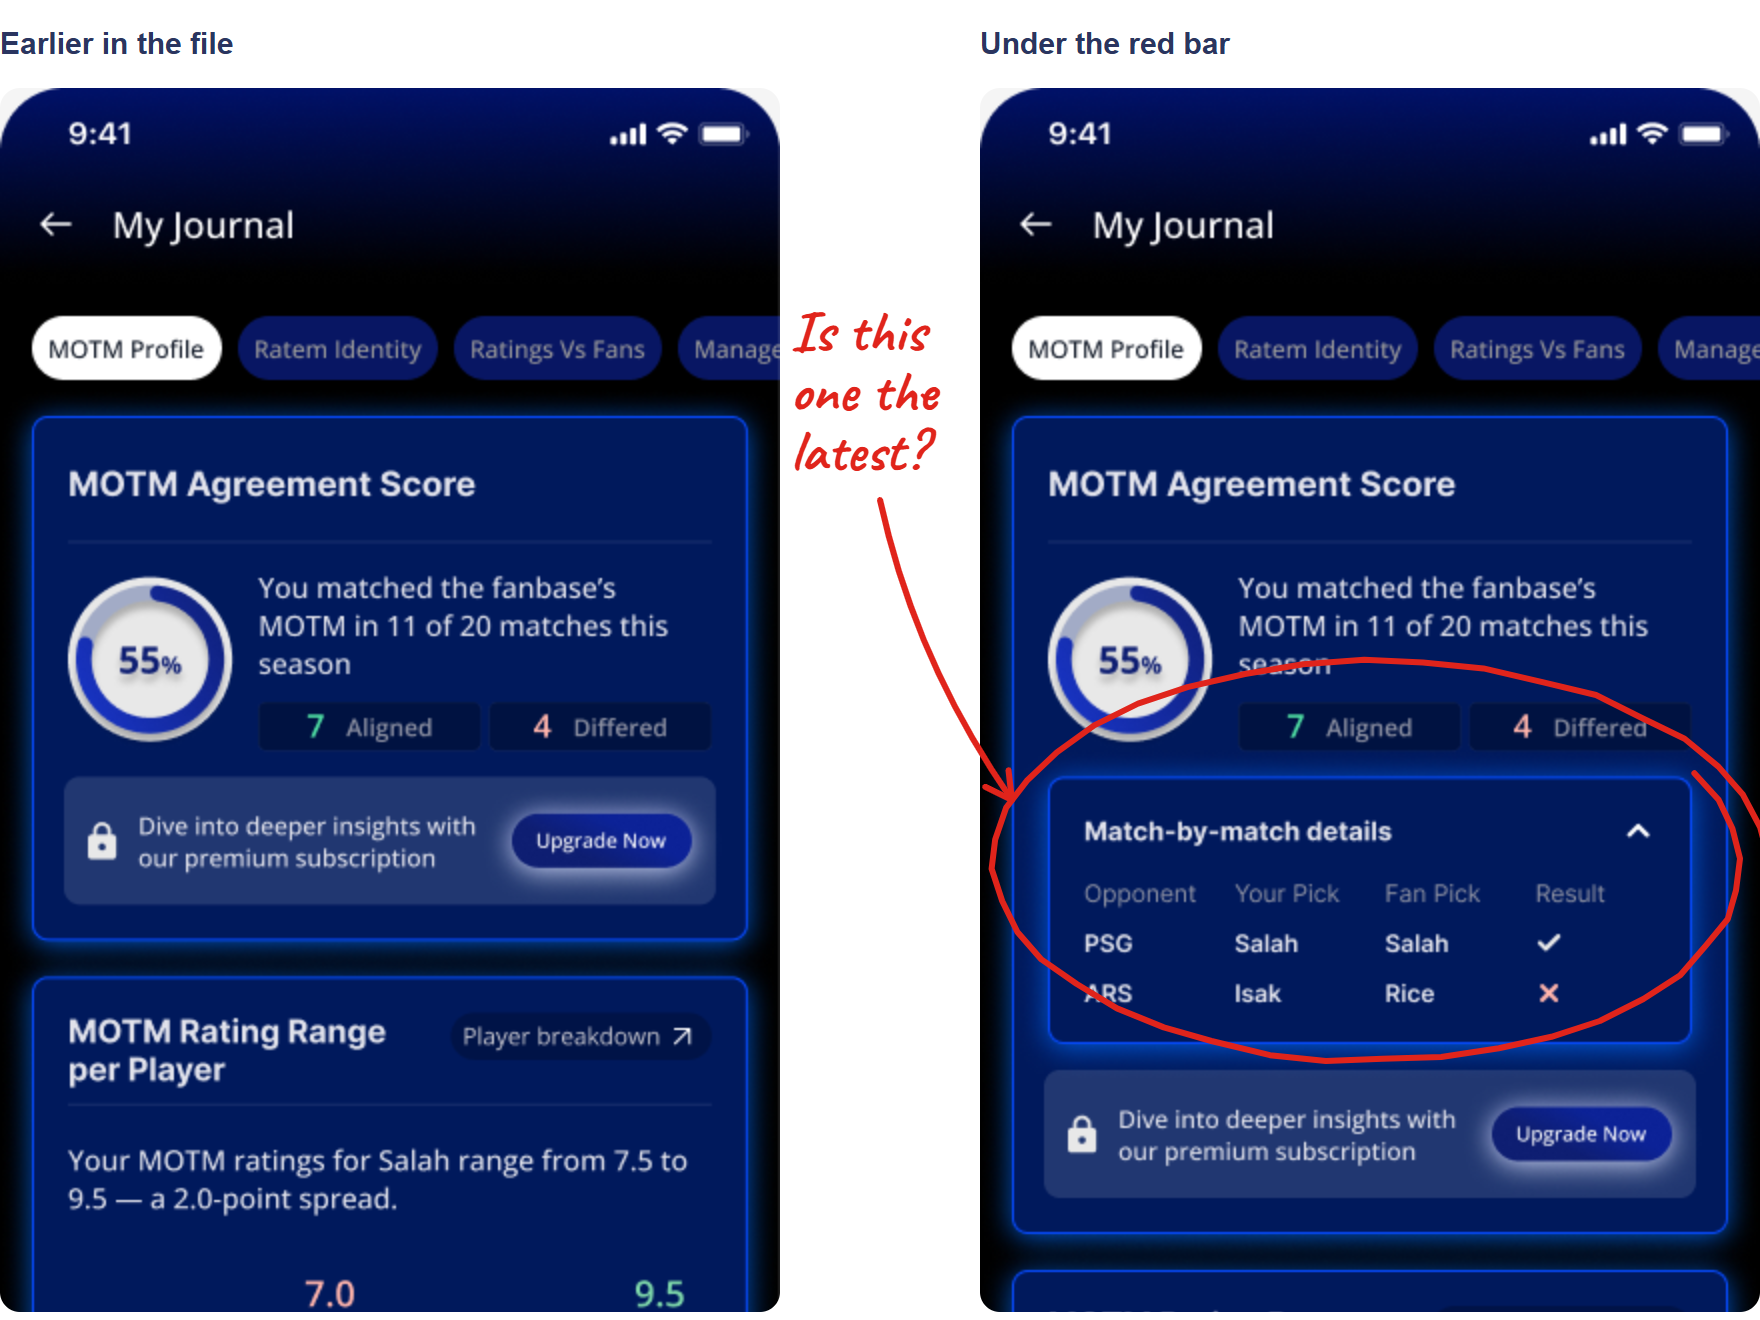 Earlier in the file
9:41
My Journal
MOTM Profile
Ratem Identity
Ratings Vs Fans
Manage
MOTM Agreement Score
55%
You matched the fanbase’s
MOTM in 11 of 20 matches this
season
7 Aligned
4 Differed
Dive into deeper insights with
our premium subscription
Upgrade Now
MOTM Rating Range
per Player
Player breakdown
Your MOTM ratings for Salah range from 7.5 to
9.5 — a 2.0-point spread.
7.0
9.5
Is this
one the
latest?
Under the red bar
9:41
My Journal
MOTM Profile
Ratem Identity
Ratings Vs Fans
Manage
MOTM Agreement Score
55%
You matched the fanbase’s
MOTM in 11 of 20 matches this
season
7 Aligned
4 Differed
Match-by-match details
Opponent Your Pick Fan Pick Result
PSG Salah Salah
ARS Isak Rice
Dive into deeper insights with
our premium subscription
Upgrade Now